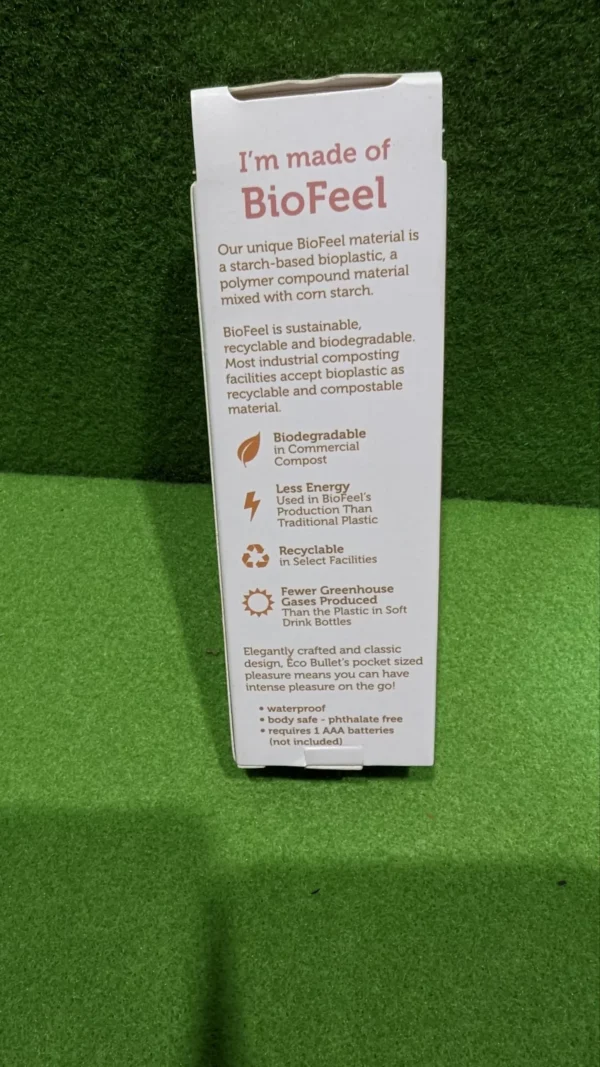 I'm made of
BioFeel
Our unique BioFeel material is
a starch-based bioplastic, a
polymer compound material
mixed with corn starch.
BioFeel is sustainable,
recyclable and biodegradable.
Most industrial composting
facilities accept bioplastic as
recyclable and compostable
material.
Biodegradable
in Commercial
Compost
Less Energy
Used in BioFeel's
Production Than
Traditional Plastic
Recyclable
in Select Facilities
Fewer Greenhouse
Gases Produced
Than the Plastic in Soft
Drink Bottles
Elegantly crafted and classic
design, Eco Bullet's pocket sized
pleasure means you can have
intense pleasure on the go!
• waterproof
• body safe - phthalate free
• requires 1 AAA batteries
(not included)